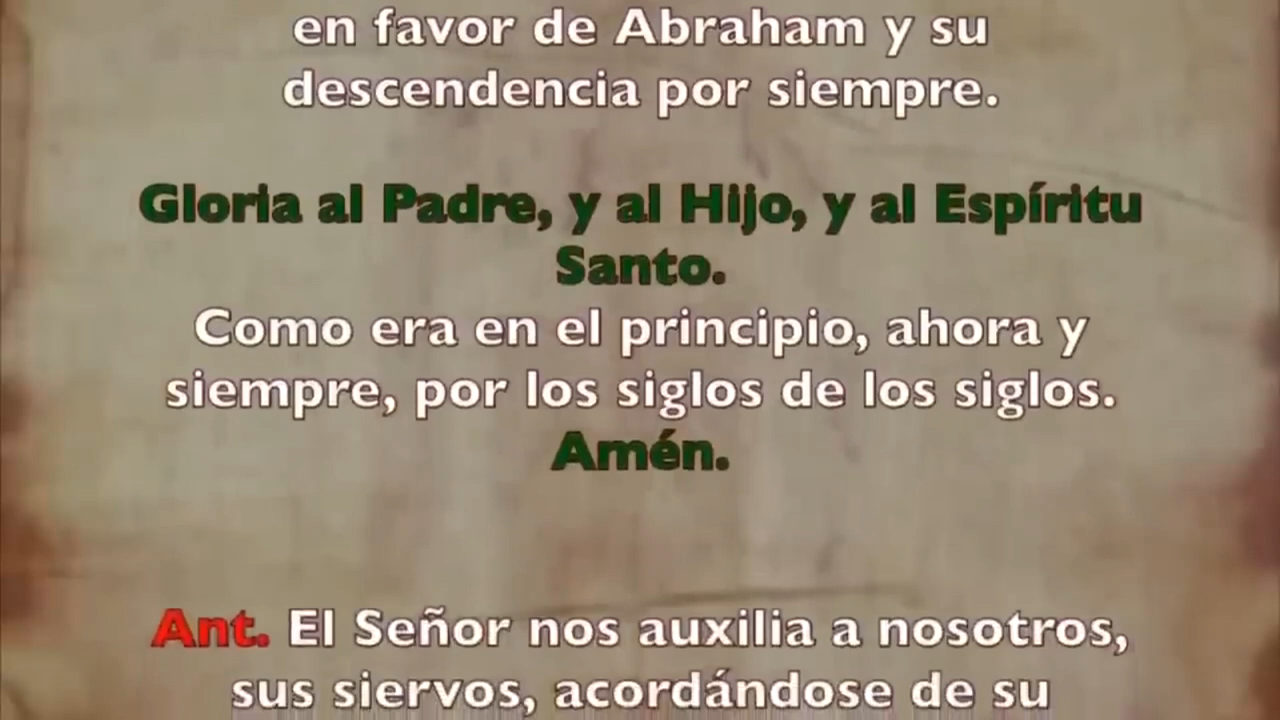 en favor de Abraham y su
descendencia por siempre.
Gloria al Padre, y al Hijo, y al Espíritu
Santo.
Como era en el principio, ahora y
siempre, por los siglos de los siglos.
Amén.
Ant. El Señor nos auxilia a nosotros,
sus siervos, acordándose de su